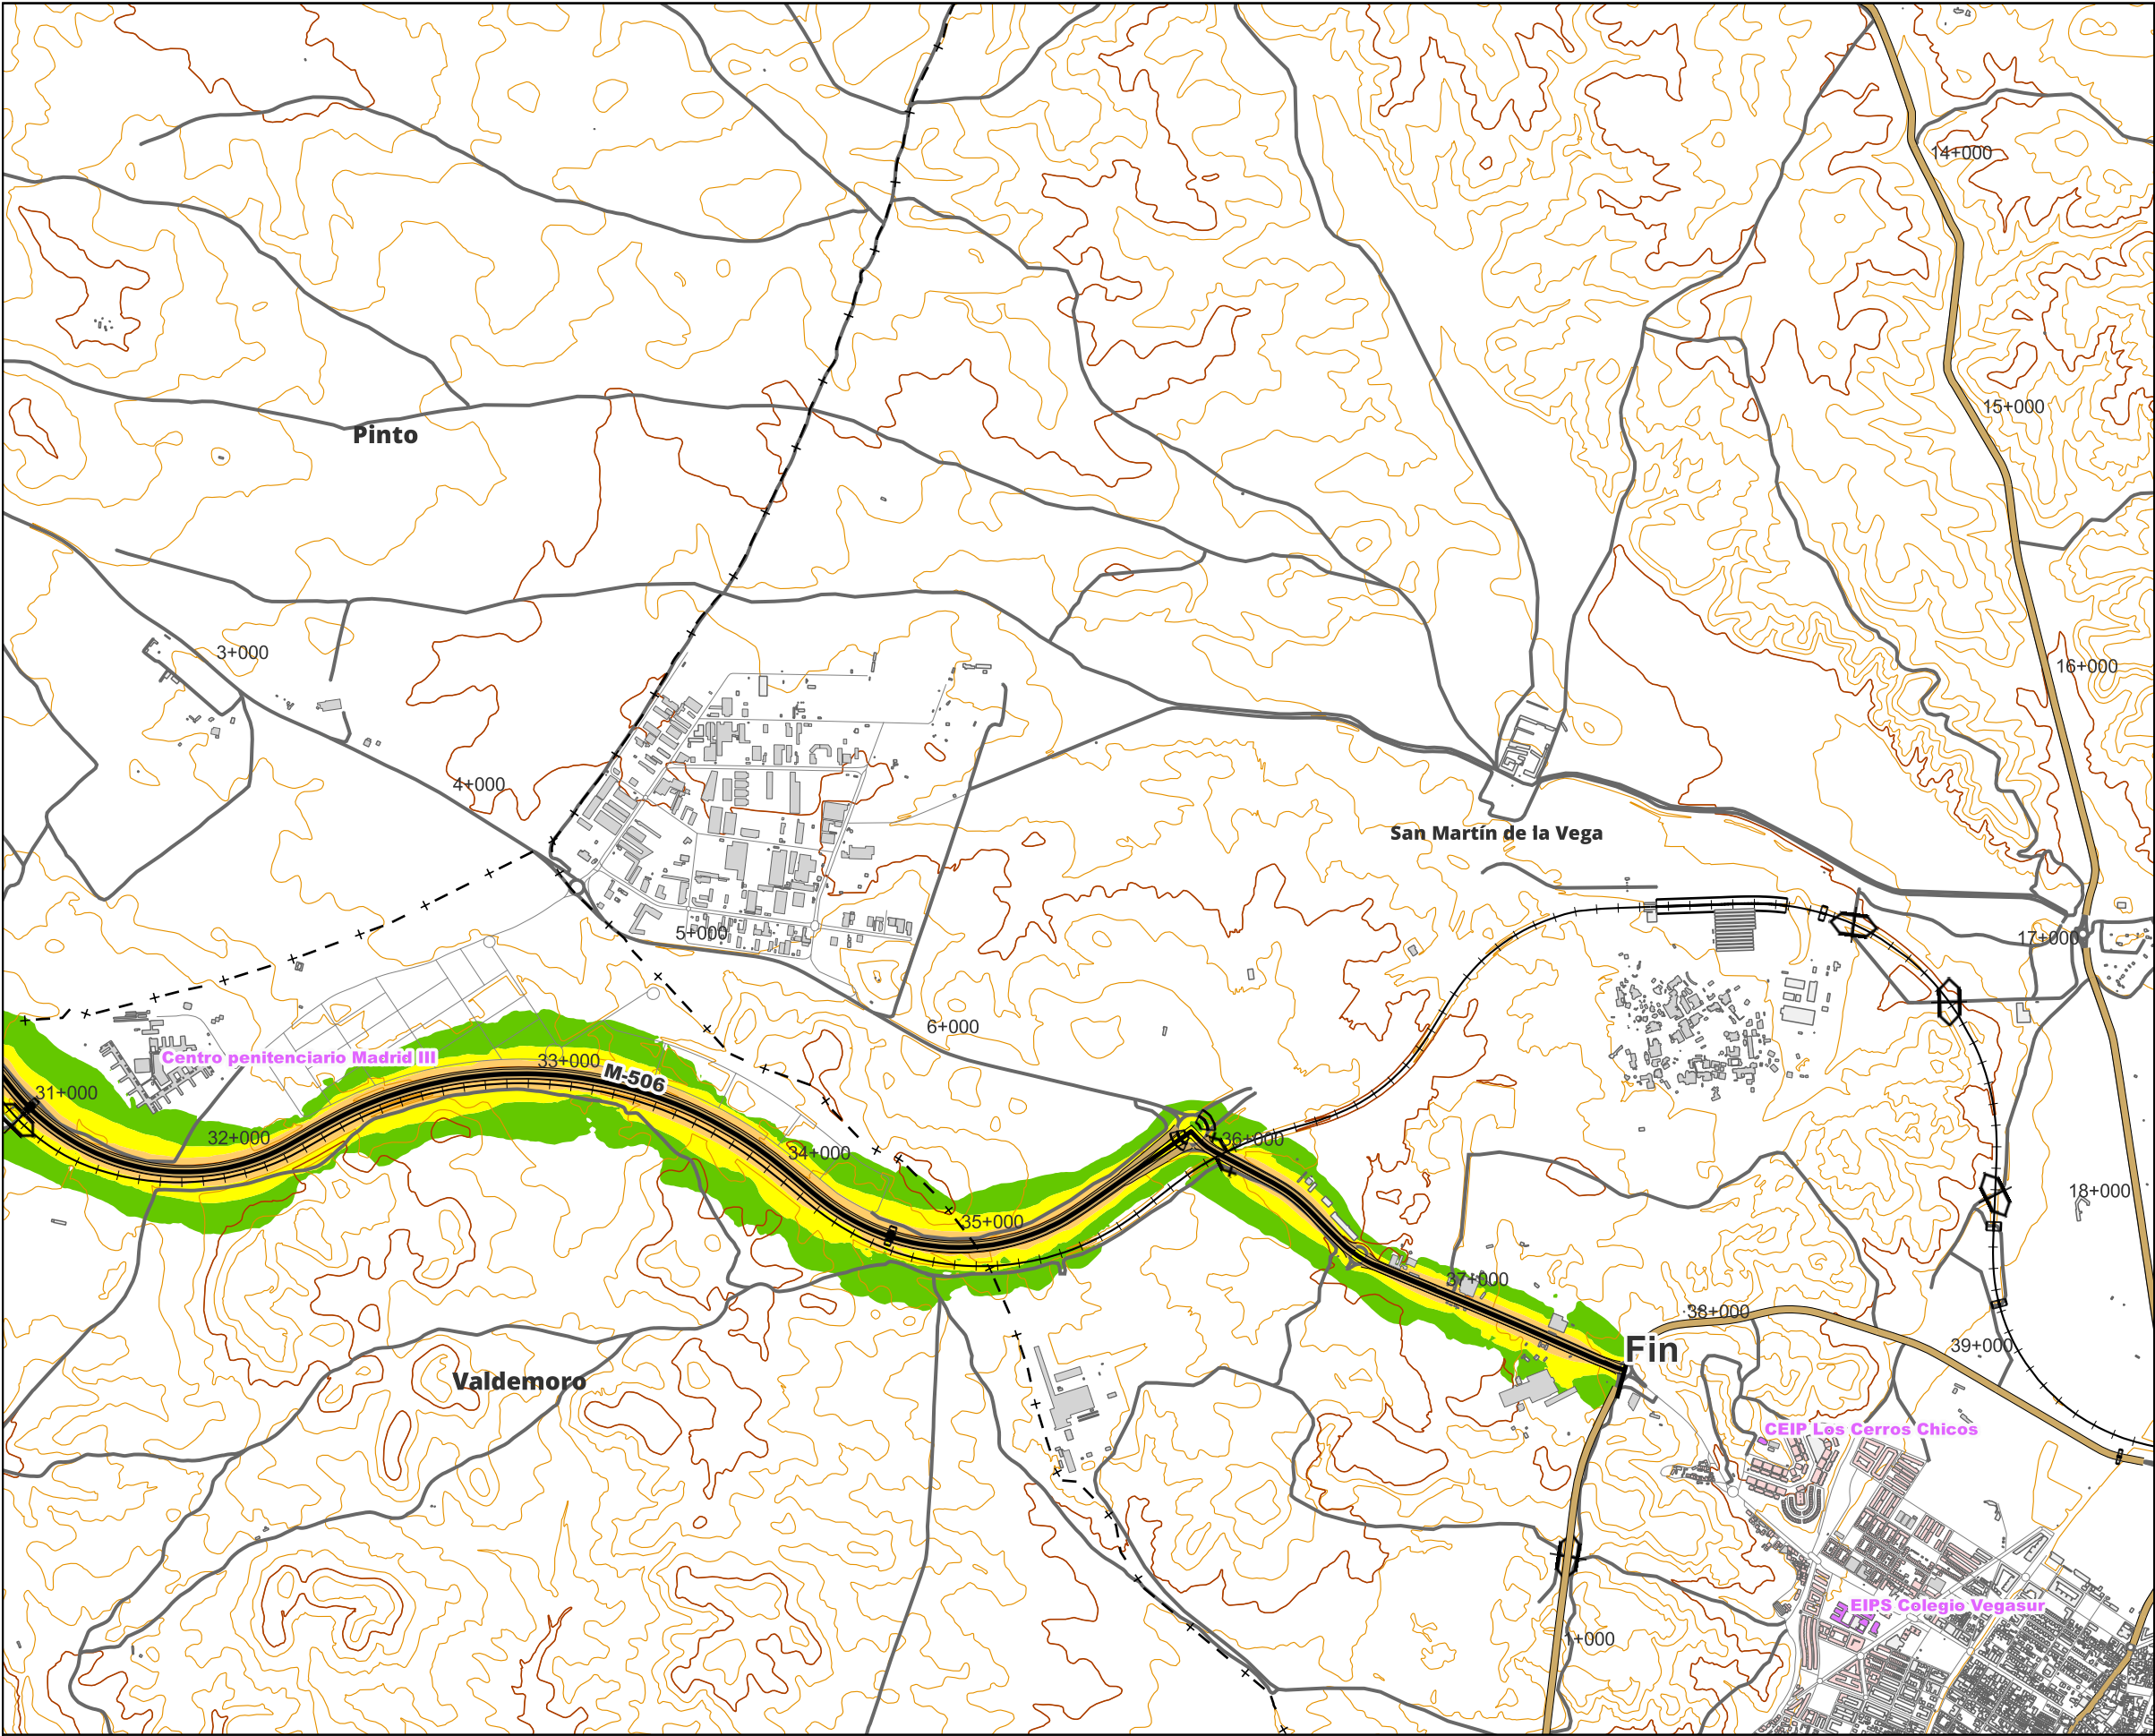 14+000
15+000
Pinto
3+000
16+000
4+000
San Martín de la Vega
5+000
17+000
6+000
Centro penitenciario Madrid III
33+000
M-506
31+000
32+000
36+000
34+000
18+000
35+000
37+000
38+000
39+000
Fin
Valdemoro
CEIP Los Cerros Chicos
EIPS Colegio Vegasur
1+000